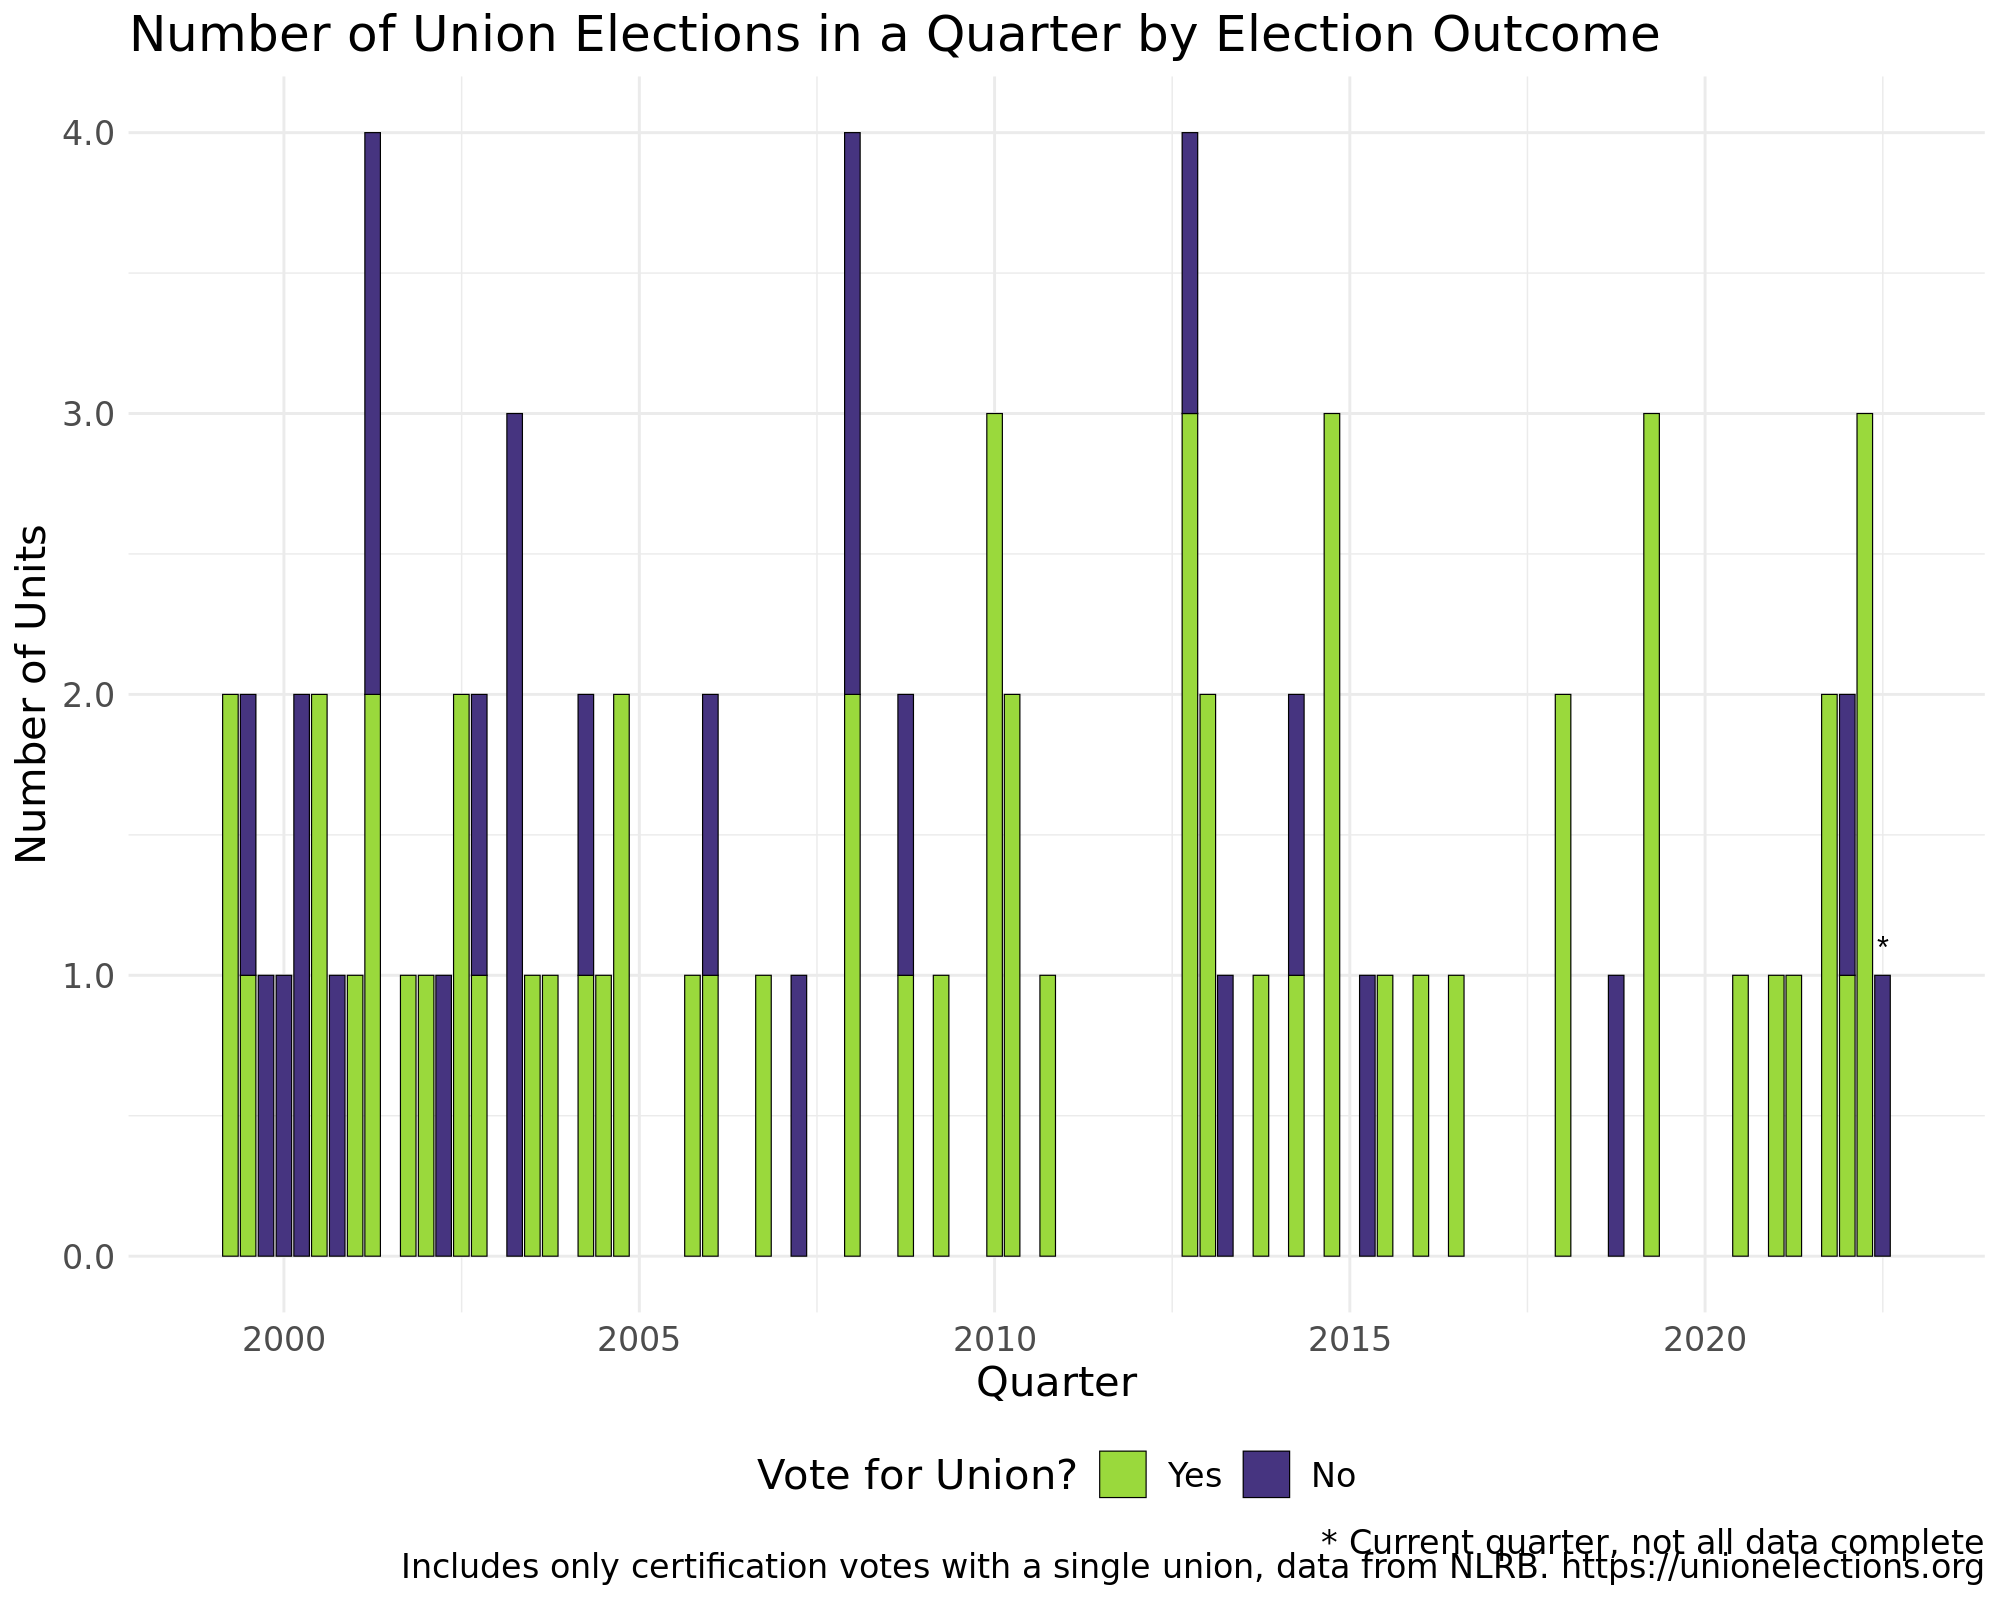 Number of Union Elections in a Quarter by Election Outcome
4.0
3.0
2.0
1.0
0.0
Number of Units
*
2000 2005 2010 2015 2020
Quarter
Vote for Union? Yes No
* Current quarter, not all data complete
Includes only certification votes with a single union, data from NLRB. https://unionelections.org